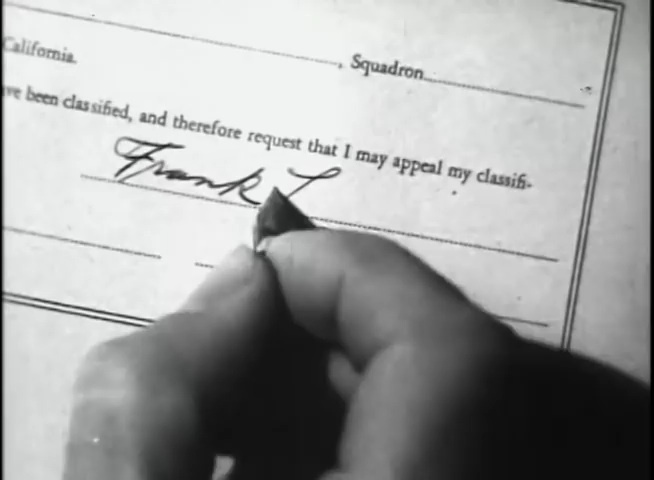 California.
, Squadron
ve been classified, and therefore request that I may appeal my classifi-
Frank